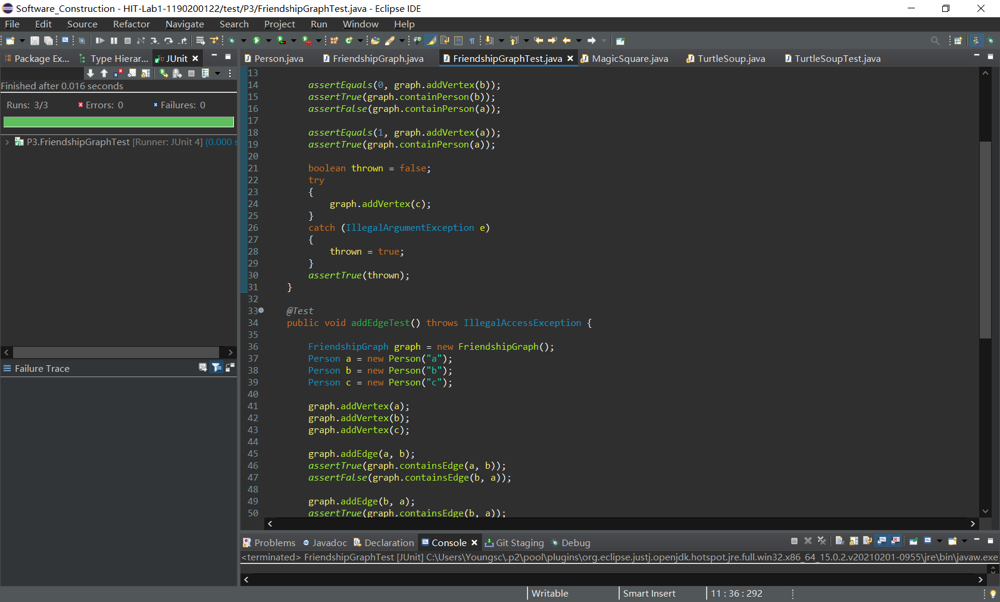 Software_Construction - HIT-Lab1-1190200122/test/P3/FriendshipGraphTest.java - Eclipse IDE
File Edit Source Refactor Navigate Search Project Run Window Help
Package Ex... Type Hierar... JUnit
Finished after 0.016 seconds
Runs: 3/3 Errors: 0 Failures: 0
P3.FriendshipGraphTest [Runner: JUnit 4] (0.000 s
Failure Trace
Person.java FriendshipGraph.java FriendshipGraphTest.java MagicSquare.java TurtleSoup.java TurtleSoupTest.java
13
14 assertEquals(0, graph.addVertex(b));
15 assertTrue(graph.containPerson(b));
16 assertFalse(graph.containPerson(a));
17
18 assertEquals(1, graph.addVertex(a));
19 assertTrue(graph.containPerson(a));
20
21 boolean thrown = false;
22 try
23 {
24 graph.addVertex(c);
25 }
26 catch (IllegalArgumentException e)
27 {
28 thrown = true;
29 }
30 assertTrue(thrown);
31 }
32
33 @Test
34 public void addEdgeTest() throws IllegalAccessException {
35
36 FriendshipGraph graph = new FriendshipGraph();
37 Person a = new Person("a");
38 Person b = new Person("b");
39 Person c = new Person("c");
40
41 graph.addVertex(a);
42 graph.addVertex(b);
43 graph.addVertex(c);
44
45 graph.addEdge(a, b);
46 assertTrue(graph.containsEdge(a, b));
47 assertFalse(graph.containsEdge(b, a));
48
49 graph.addEdge(b, a);
50 assertTrue(graph.containsEdge(b, a));
Problems Javadoc Declaration Console Git Staging Debug
<terminated> FriendshipGraphTest [JUnit] C:\Users\Youngsc\.p2\pool\plugins\org.eclipse.justj.openjdk.hotspot.jre.full.win32.x86_64_15.0.2.v20210201-0955\jre\bin\javaw.exe
Writable Smart Insert 11 : 36 : 292